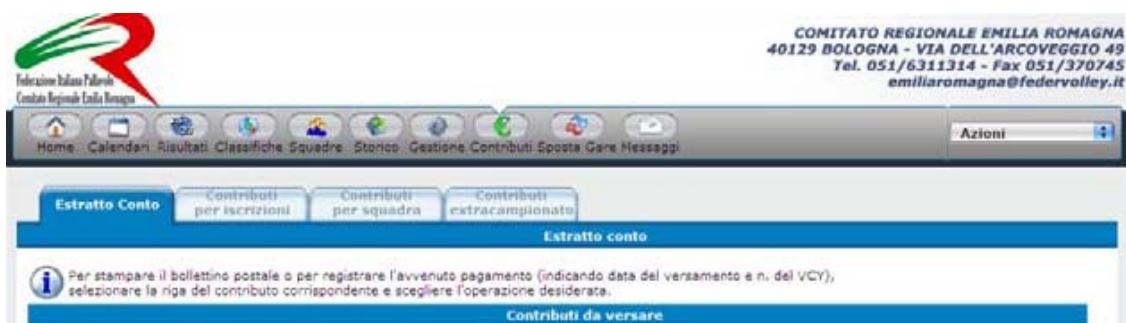 Federazione Italiana Pallavolo
Comitato Regionale Emilia Romagna
COMITATO REGIONALE EMILIA ROMAGNA
40129 BOLOGNA - VIA DELL'ARCOVEGGIO 49
Tel. 051/6311314 - Fax 051/370745
emiliaromagna@federvolley.it
Home Calendari Risultati Classifiche Squadre Storico Gestione Contributi Sposta Gare Messaggi
Azioni
Estratto Conto
Contributi
per iscrizioni
Contributi
per squadra
Contributi
extracampionato
Estratto conto
Per stampare il bollettino postale o per registrare l'avvenuto pagamento (indicando data del versamento e n. del VCY),
selezionare la riga del contributo corrispondente e scegliere l'operazione desiderata.
Contributi da versare